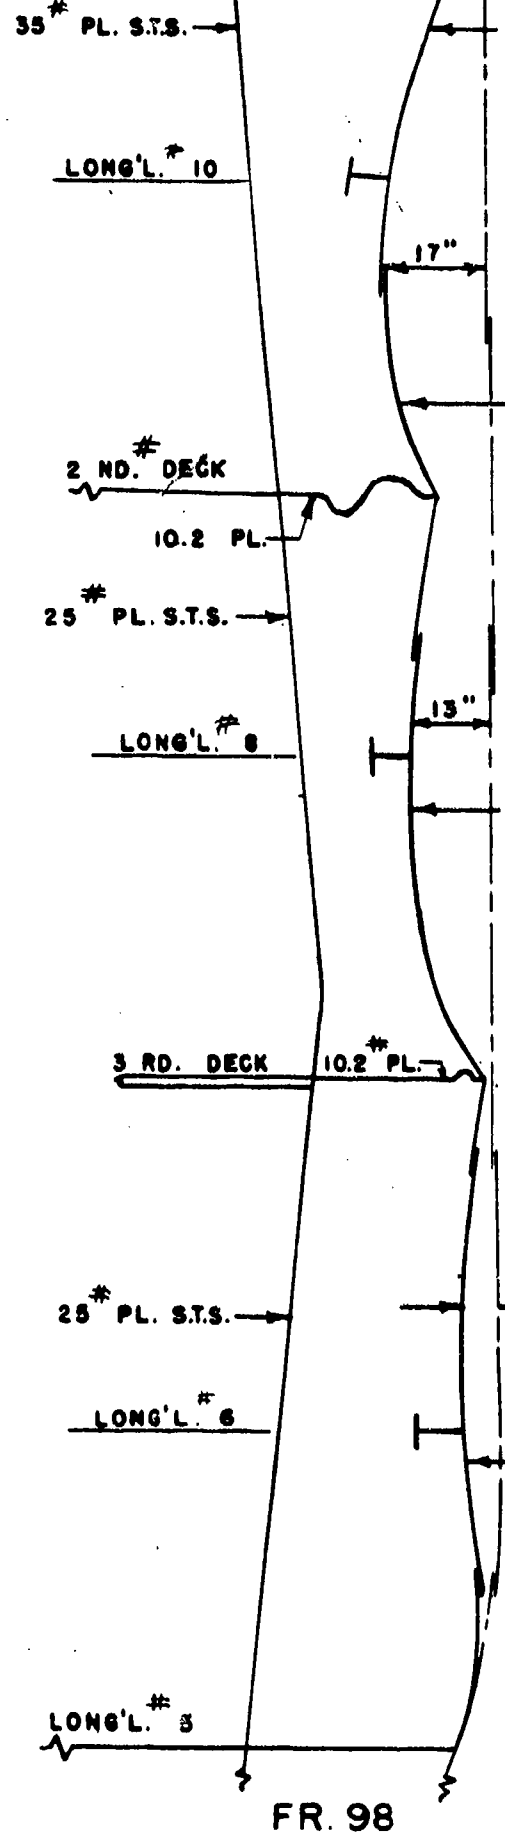 35# PL. S.T.S.
LONG'L. # 10
17"
2 ND.# DECK
10.2 PL.
25# PL. S.T.S.
LONG'L. # 8
13"
3 RD. DECK 10.2# PL.
25# PL. S.T.S.
LONG'L. # 6
LONG'L. #
FR. 98